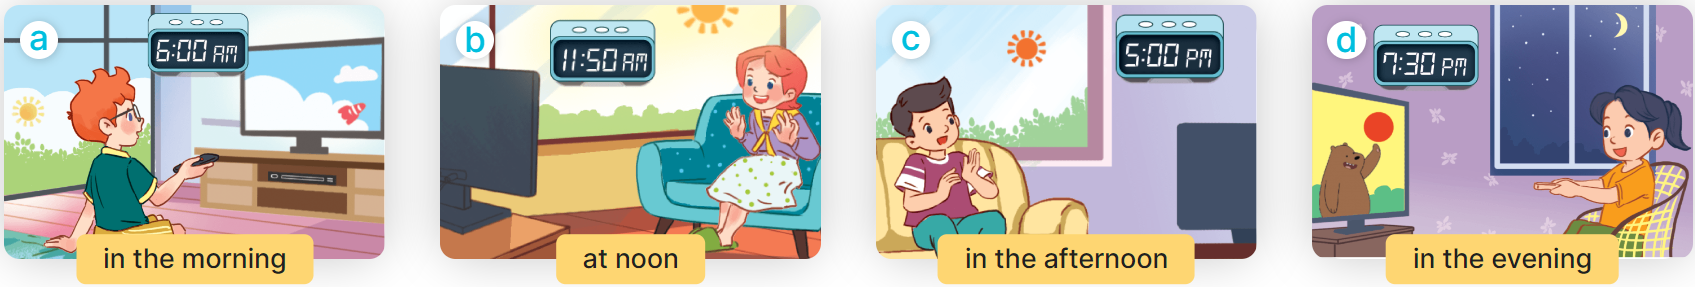 a
6:00 AM
in the morning
b
11:50 AM
at noon
c
5:00 PM
in the afternoon
d
7:30 PM
in the evening